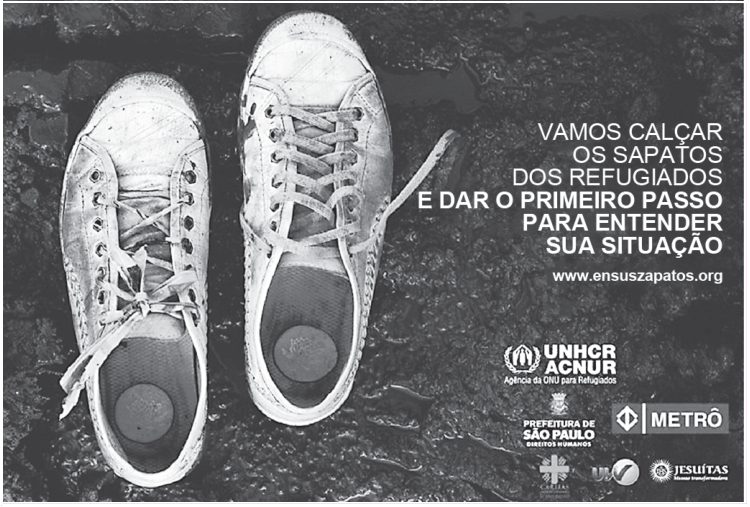 VAMOS CALÇAR
OS SAPATOS
DOS REFUGIADOS
E DAR O PRIMEIRO PASSO
PARA ENTENDER
SUA SITUAÇÃO
www.ensuszapatos.org
UNHCR
ACNUR
Agência da ONU para Refugiados
PREFEITURA DE
SÃO PAULO
DIREITOS HUMANOS
METRÔ
JESUÍTAS